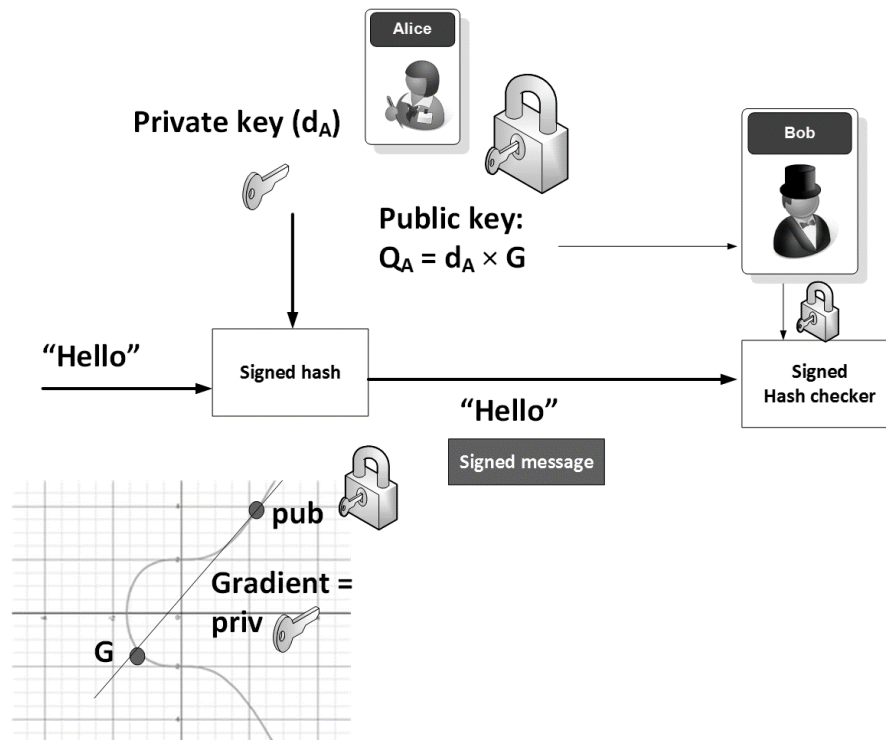 Alice
Private key (dA)
Bob
Public key:
QA = dA × G
“Hello”
Signed hash
Signed
Hash checker
“Hello”
Signed message
pub
Gradient =
priv
G